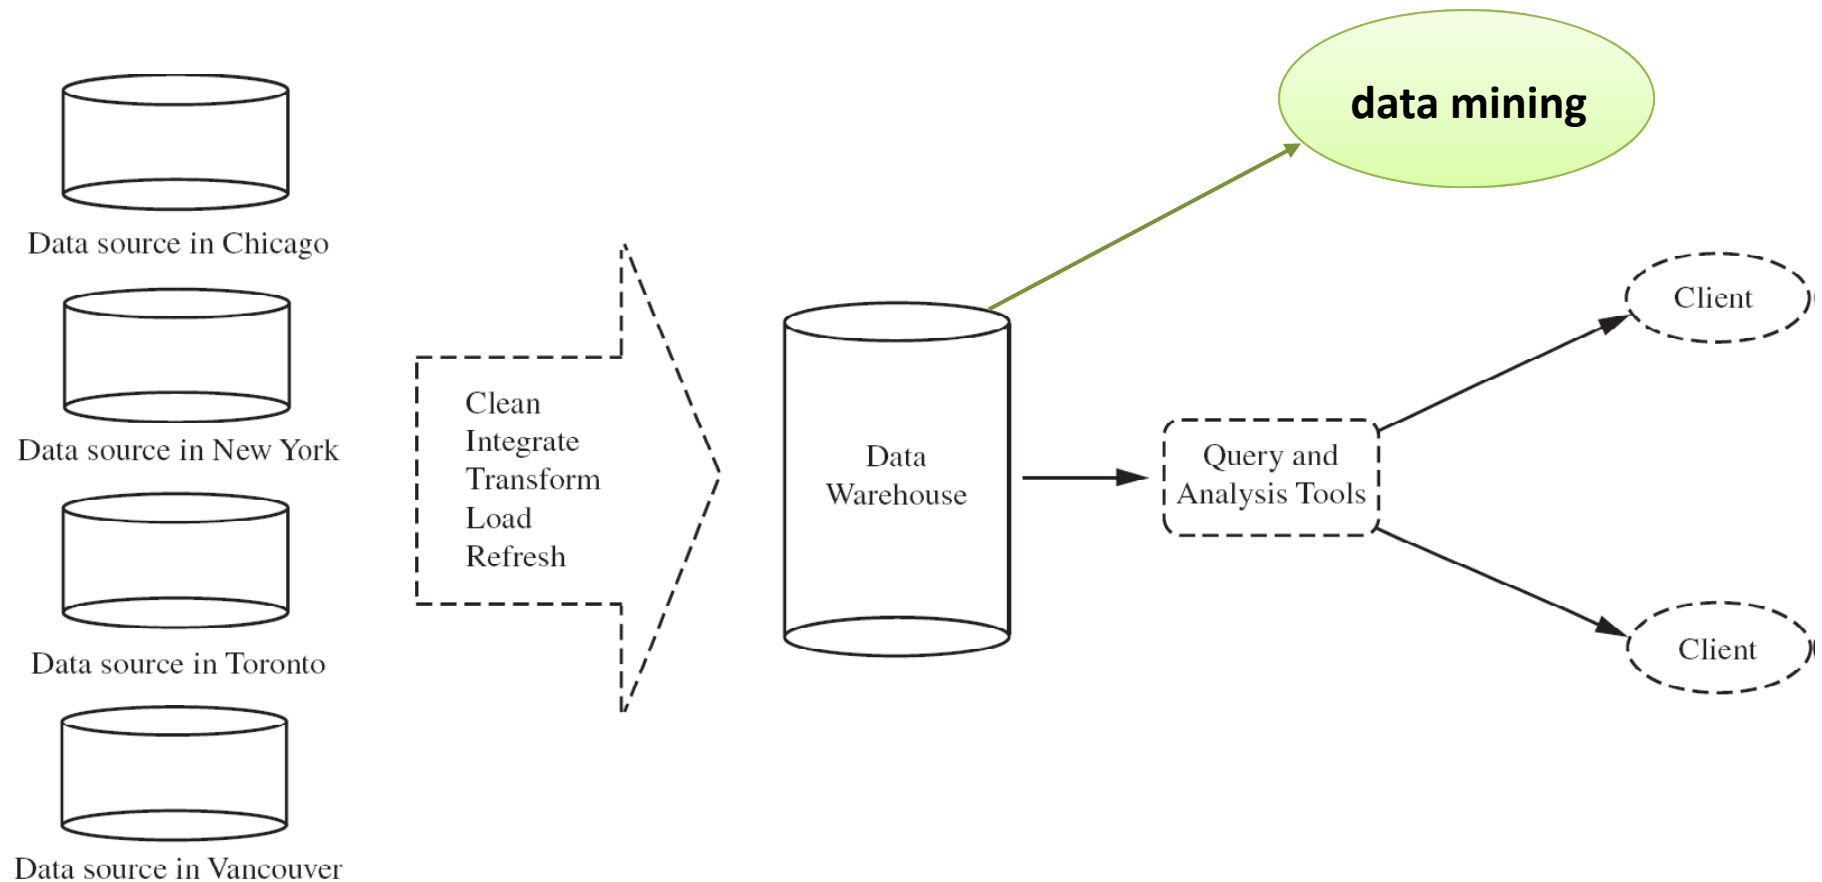 data mining
Data source in Chicago
Data source in New York
Data source in Toronto
Data source in Vancouver
Clean
Integrate
Transform
Load
Refresh
Data
Warehouse
Query and
Analysis Tools
Client
Client